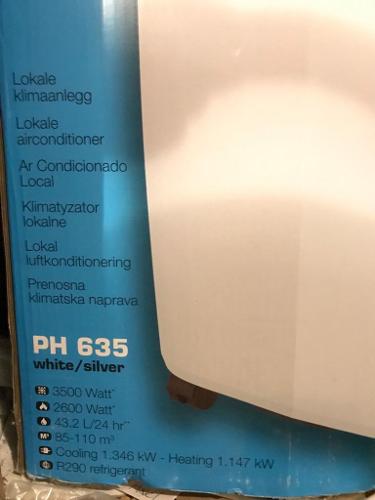 Lokale
klimaanlegg
Lokale
airconditioner
Ar Condicionado
Local
Klimatyzator
lokalne
Lokal
luftkonditionering
Prenosna
klimatska naprava
PH 635
white/silver
3500 Watt*
2600 Watt*
43.2 L/24 hr**
M³ 85-110 m³
Cooling 1.346 kW - Heating 1.147 kW
R290 refrigerant